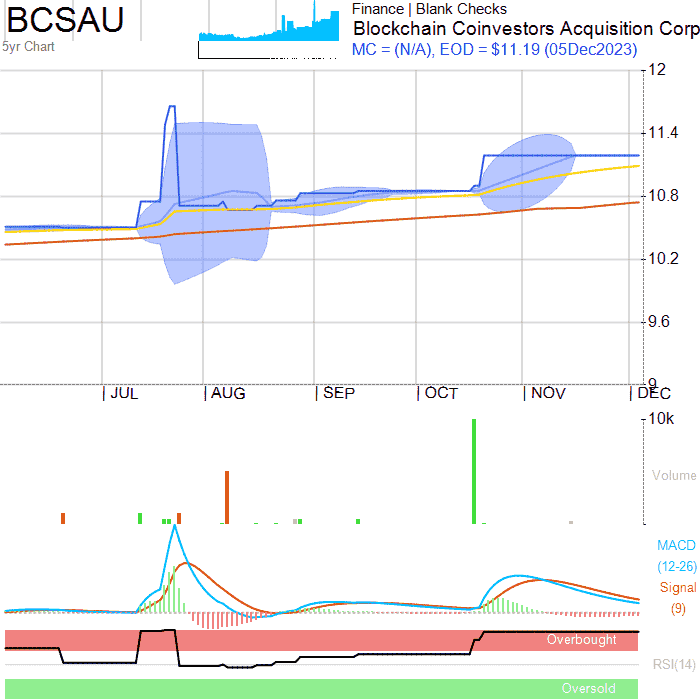 BCSAU
5yr Chart
Finance | Blank Checks
Blockchain Coinvestors Acquisition Corp
MC = (N/A), EOD = $11.19 (05Dec2023)
12
11.4
10.8
10.2
9.6
9
| JUL | AUG | SEP | OCT | NOV | DEC
10k
Volume
MACD
(12-26)
Signal
(9)
Overbought
RSI(14)
Oversold